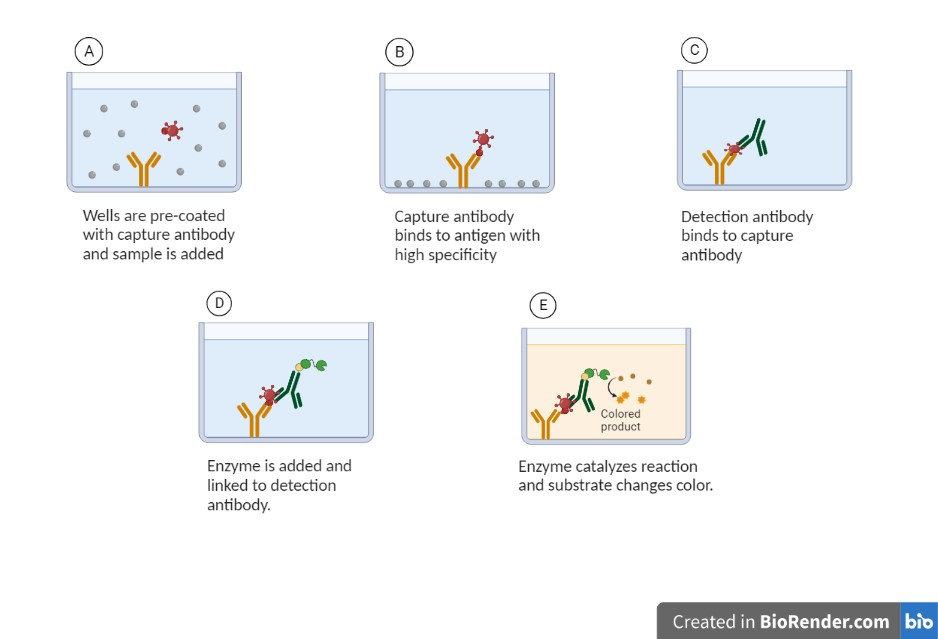 A
B
C
Wells are pre-coated
with capture antibody
and sample is added
Capture antibody
binds to antigen with
high specificity
Detection antibody
binds to capture
antibody
D
E
Colored
product
Enzyme is added and
linked to detection
antibody.
Enzyme catalyzes reaction
and substrate changes color.
Created in BioRender.com bio